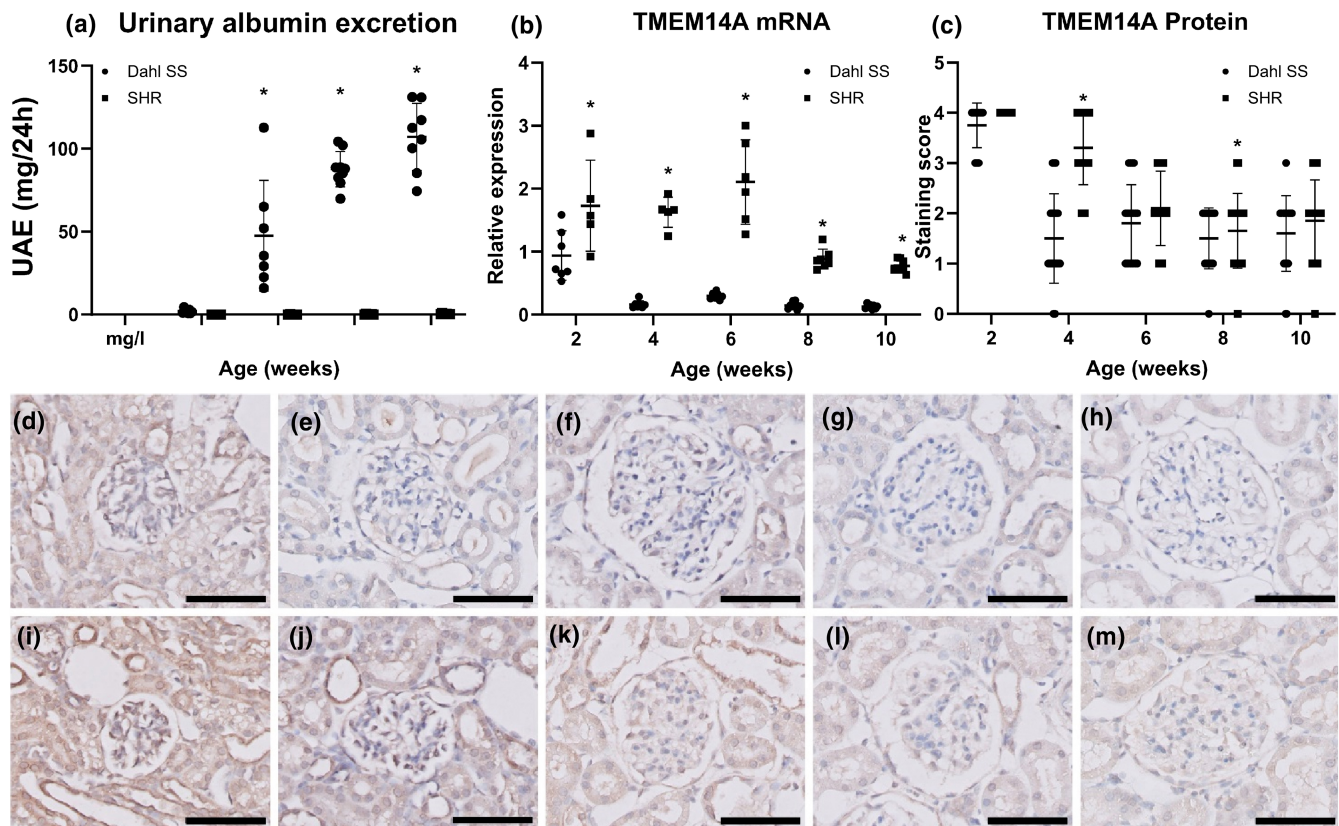 (a) Urinary albumin excretion
150
100
50
0
UAE (mg/24h)
Dahl SS
SHR
*
*
*
mg/l
Age (weeks)
(b) TMEM14A mRNA
4
3
2
1
0
Relative expression
Dahl SS
SHR
*
*
*
*
*
2 4 6 8 10
Age (weeks)
(c) TMEM14A Protein
5
4
3
2
1
0
Staining score
Dahl SS
SHR
*
*
2 4 6 8 10
Age (weeks)
(d)
(e)
(f)
(g)
(h)
(i)
(j)
(k)
(l)
(m)